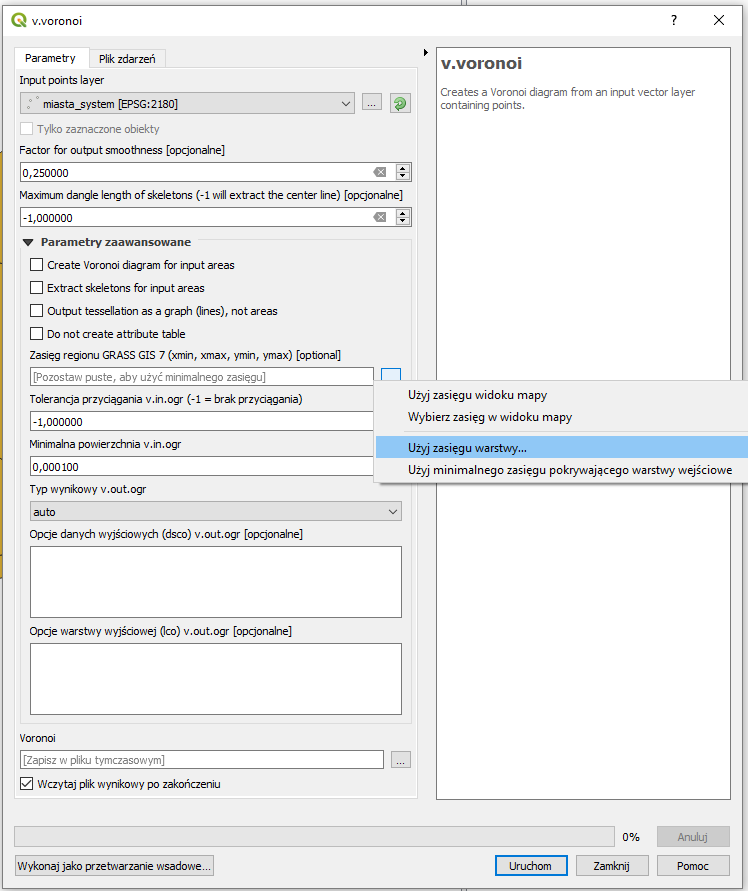 v.voronoi
?
Parametry
Plik zdarzeń
Input points layer
miasta_system [EPSG:2180]
...
Tylko zaznaczone obiekty
Factor for output smoothness [opcjonalne]
0,250000
Maximum dangle length of skeletons (-1 will extract the center line) [opcjonalne]
-1,000000
Parametry zaawansowane
Create Voronoi diagram for input areas
Extract skeletons for input areas
Output tessellation as a graph (lines), not areas
Do not create attribute table
Zasięg regionu GRASS GIS 7 (xmin, xmax, ymin, ymax) [optional]
[Pozostaw puste, aby użyć minimalnego zasięgu]
Tolerancja przyciągania v.in.ogr (-1 = brak przyciągania)
-1,000000
Minimalna powierzchnia v.in.ogr
0,000100
Typ wynikowy v.out.ogr
auto
Opcje danych wyjściowych (dsco) v.out.ogr [opcjonalne]
Opcje warstwy wyjściowej (lco) v.out.ogr [opcjonalne]
Voronoi
[Zapisz w pliku tymczasowym]
...
Wczytaj plik wynikowy po zakończeniu
v.voronoi
Creates a Voronoi diagram from an input vector layer
containing points.
Użyj zasięgu widoku mapy
Wybierz zasięg w widoku mapy
Użyj zasięgu warstwy...
Użyj minimalnego zasięgu pokrywającego warstwy wejściowe
0%
Anuluj
Wykonaj jako przetwarzanie wsadowe...
Uruchom
Zamknij
Pomoc